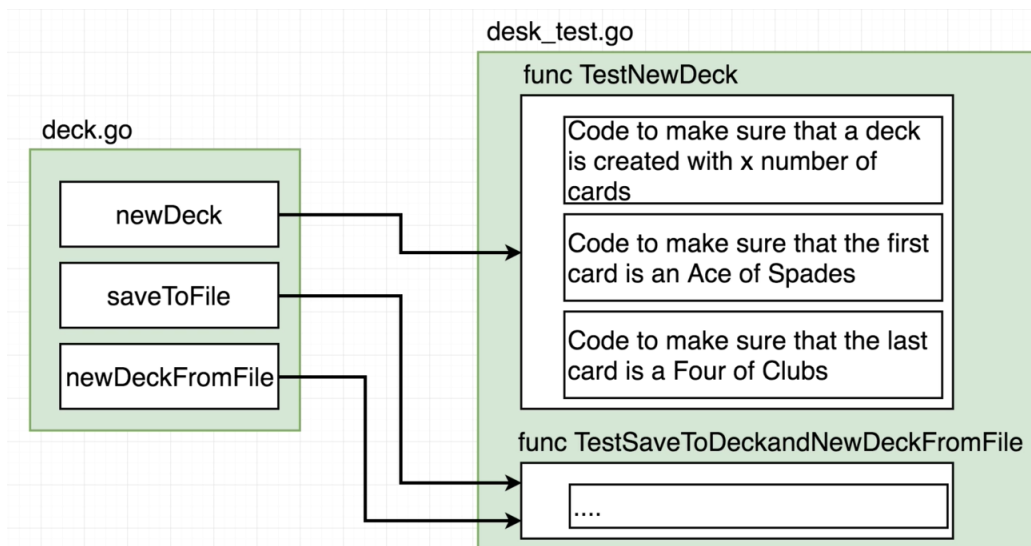 desk_test.go
func TestNewDeck
Code to make sure that a deck
is created with x number of
cards
Code to make sure that the first
card is an Ace of Spades
Code to make sure that the last
card is a Four of Clubs
func TestSaveToDeckandNewDeckFromFile
....
deck.go
newDeck
saveToFile
newDeckFromFile